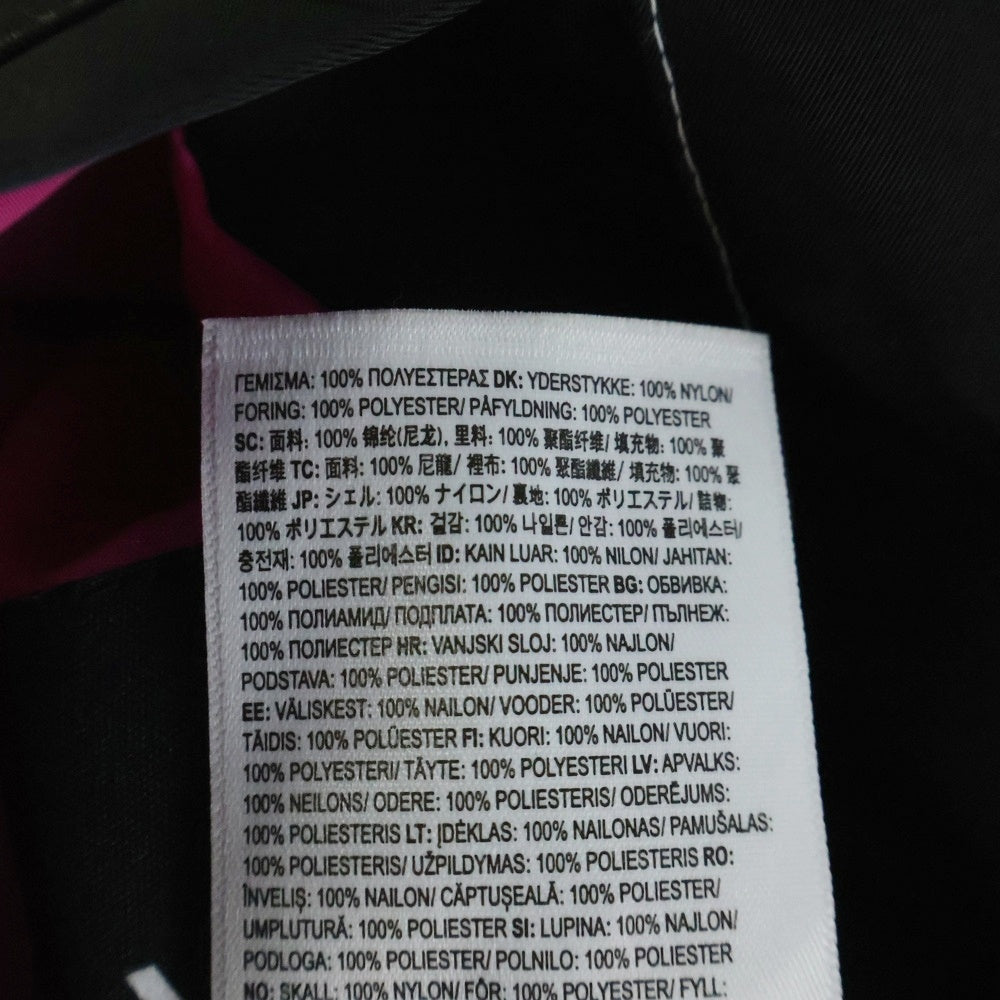 ΓΕΜΙΣΜΑ: 100% ΠΟΛΥΕΣΤΕΡΑΣ DK: YDERSTYKKE: 100% NYLON/
FORING: 100% POLYESTER/ PÅFYLDNING: 100% POLYESTER
SC: 面料: 100% 锦纶(尼龙), 里料: 100% 聚酯纤维/ 填充物: 100% 聚
酯纤维 TC: 面料: 100% 尼龍/ 裡布: 100% 聚酯纖維/ 填充物: 100% 聚
酯纖維 JP: シェル: 100% ナイロン/ 裏地: 100% ポリエステル/ 詰物:
100% ポリエステル KR: 겉감: 100% 나일론/ 안감: 100% 폴리에스터/
충전재: 100% 폴리에스터 ID: KAIN LUAR: 100% NILON/ JAHITAN:
100% POLIESTER/ PENGISI: 100% POLIESTER BG: ОБВИВКА:
100% ПОЛИАМИД/ ПОДПЛАТА: 100% ПОЛИЕСТЕР/ ПЪЛНЕЖ:
100% ПОЛИЕСТЕР HR: VANJSKI SLOJ: 100% NAJLON/
PODSTAVA: 100% POLIESTER/ PUNJENJE: 100% POLIESTER
EE: VÄLISKEST: 100% NAILON/ VOODER: 100% POLÜESTER/
TÄIDIS: 100% POLÜESTER FI: KUORI: 100% NAILON/ VUORI:
100% POLYESTERI/ TÄYTE: 100% POLYESTERI LV: APVALKS:
100% NEILONS/ ODERE: 100% POLIESTERIS/ ODERĒJUMS:
100% POLIESTERIS LT: ĮDĖKLAS: 100% NAILONAS/ PAMUŠALAS:
100% POLIESTERIS/ UŽPILDYMAS: 100% POLIESTERIS RO:
ÎNVELIȘ: 100% NAILON/ CĂPTUȘEALĂ: 100% POLIESTER/
UMPLUTURĂ: 100% POLIESTER SI: LUPINA: 100% NAJLON/
PODLOGA: 100% POLIESTER/ POLNILO: 100% POLIESTER
NO: SKALL: 100% NYLON/ FÔR: 100% POLYESTER/ FYLL: